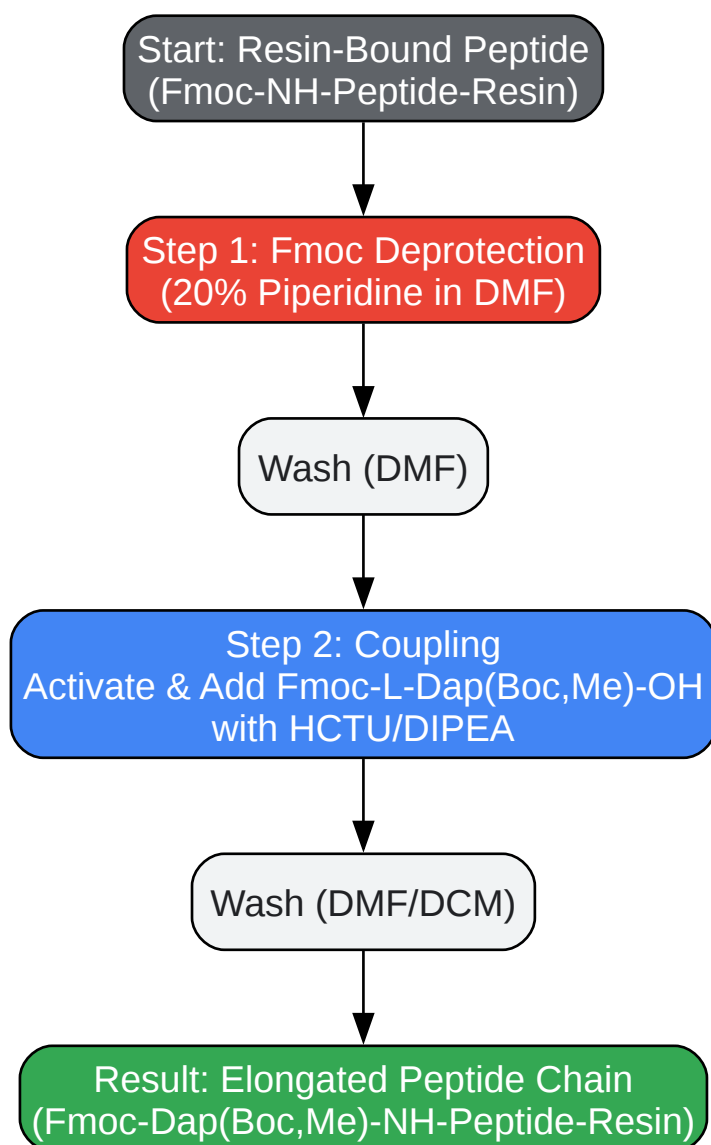 Start: Resin-Bound Peptide
(Fmoc-NH-Peptide-Resin)
Step 1: Fmoc Deprotection
(20% Piperidine in DMF)
Wash (DMF)
Step 2: Coupling
Activate & Add Fmoc-L-Dap(Boc,Me)-OH
with HCTU/DIPEA
Wash (DMF/DCM)
Result: Elongated Peptide Chain
(Fmoc-Dap(Boc,Me)-NH-Peptide-Resin)